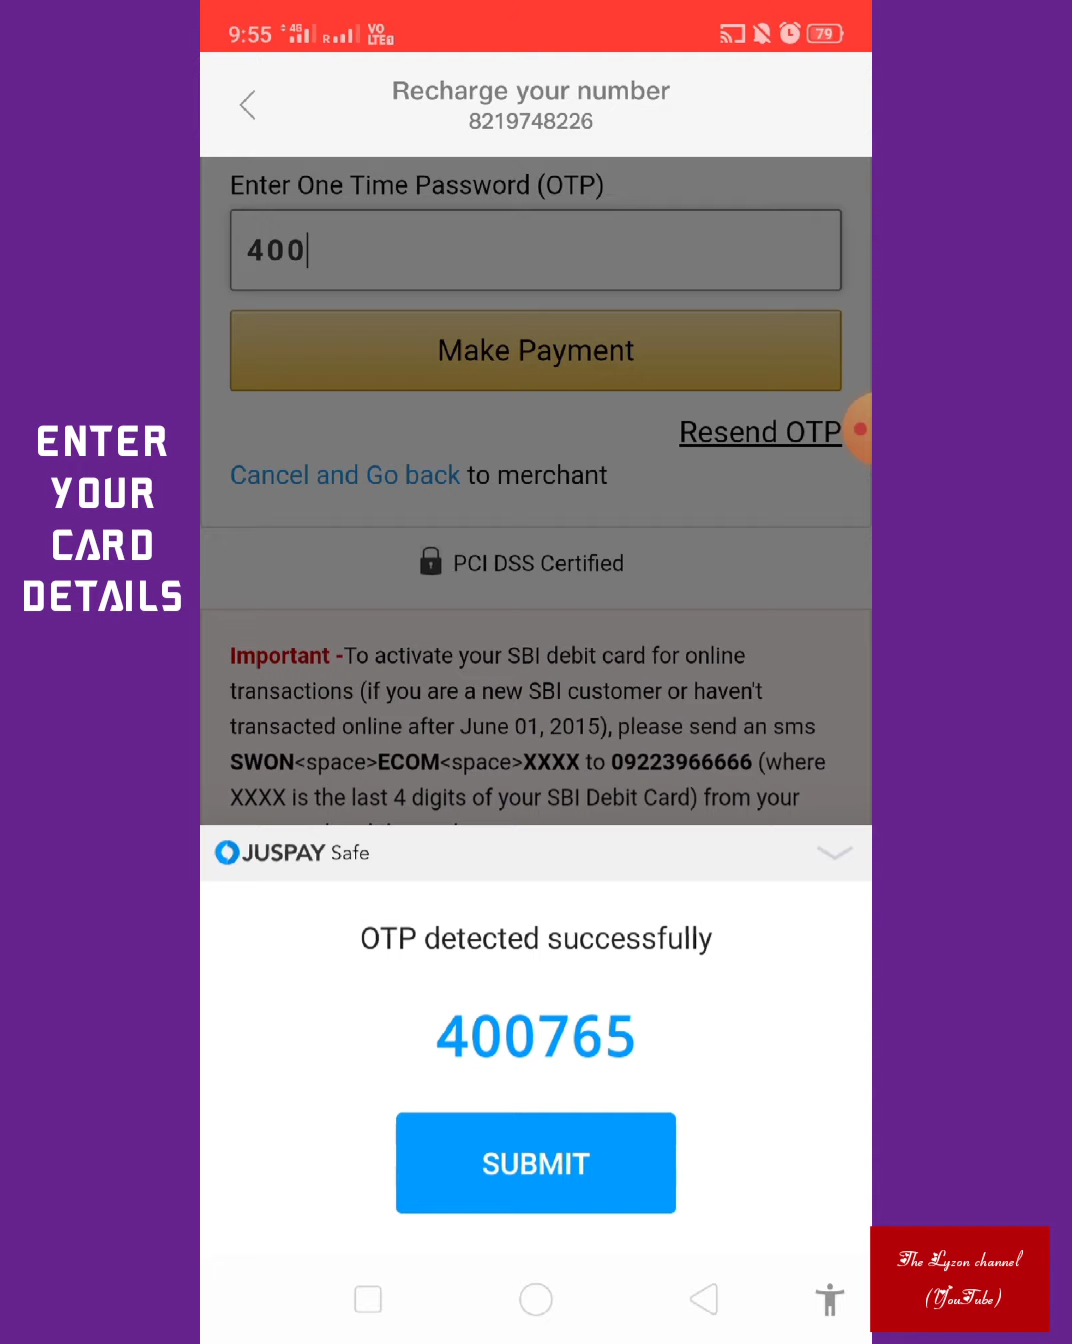 9:55 4G R VO LTE 79
Recharge your number
8219748226
Enter One Time Password (OTP)
400
Make Payment
Resend OTP
Cancel and Go back to merchant
PCI DSS Certified
Important -To activate your SBI debit card for online
transactions (if you are a new SBI customer or haven't
transacted online after June 01, 2015), please send an sms
SWON<space>ECOM<space>XXXX to 09223966666 (where
XXXX is the last 4 digits of your SBI Debit Card) from your
JUSPAY Safe
OTP detected successfully
400765
SUBMIT
ENTER
YOUR
CARD
DETAILS
The Lyzon channel
(YouTube)